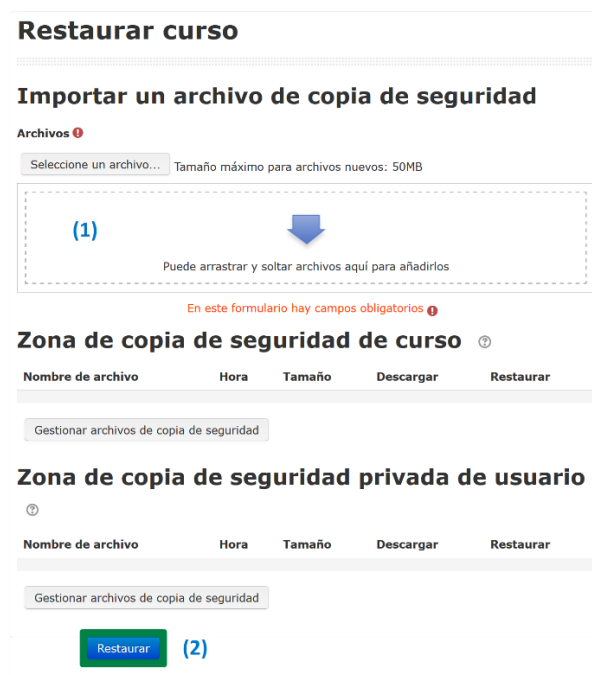 Restaurar curso
Importar un archivo de copia de seguridad
Archivos
Seleccione un archivo... Tamaño máximo para archivos nuevos: 50MB
(1)
Puede arrastrar y soltar archivos aquí para añadirlos
En este formulario hay campos obligatorios
Zona de copia de seguridad de curso
Nombre de archivo Hora Tamaño Descargar Restaurar
Gestionar archivos de copia de seguridad
Zona de copia de seguridad privada de usuario
Nombre de archivo Hora Tamaño Descargar Restaurar
Gestionar archivos de copia de seguridad
Restaurar (2)